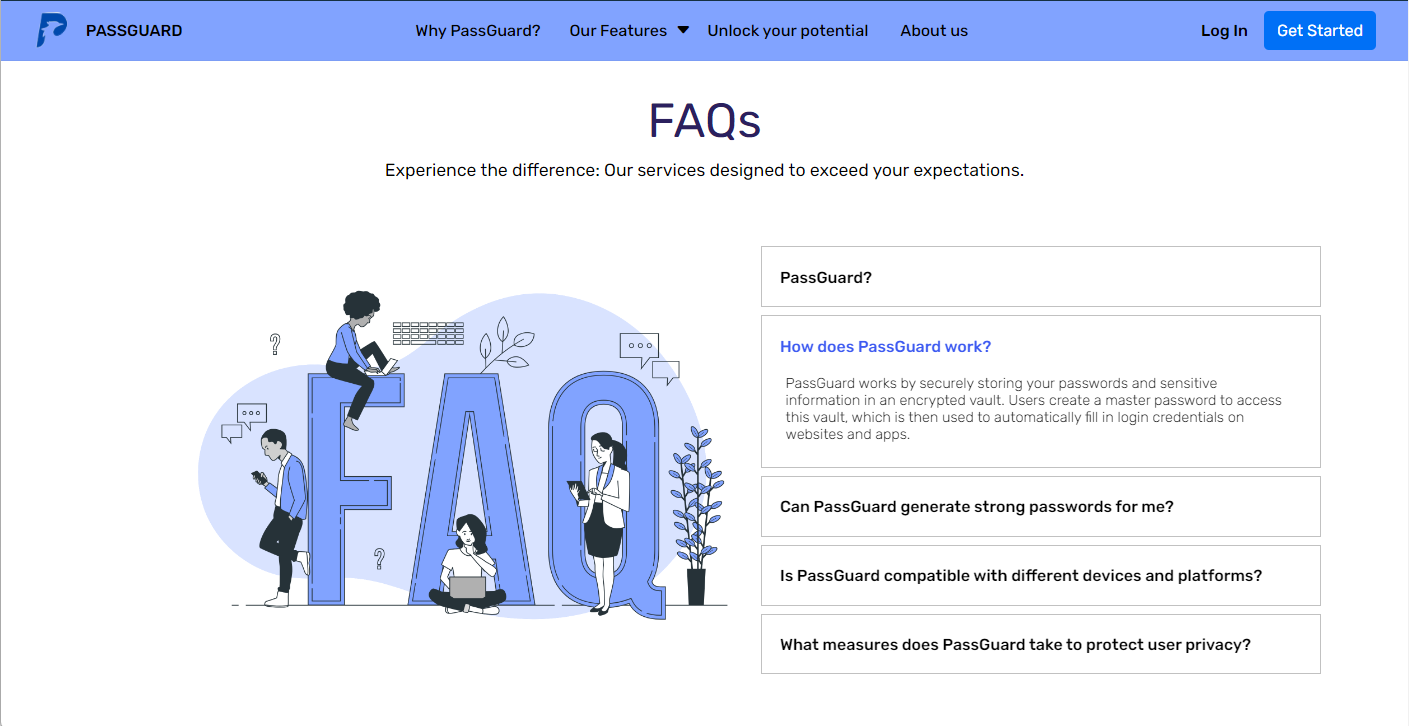 PASSGUARD
Why PassGuard?
Our Features
Unlock your potential
About us
Log In
Get Started
FAQs
Experience the difference: Our services designed to exceed your expectations.
PassGuard?
How does PassGuard work?
PassGuard works by securely storing your passwords and sensitive
information in an encrypted vault. Users create a master password to access
this vault, which is then used to automatically fill in login credentials on
websites and apps.
Can PassGuard generate strong passwords for me?
Is PassGuard compatible with different devices and platforms?
What measures does PassGuard take to protect user privacy?
? 
?
FAQ